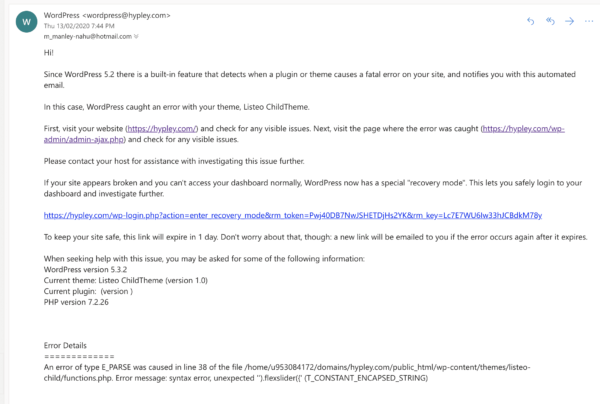 W
WordPress <wordpress@hypley.com>
Thu 13/02/2020 7:44 PM
m_manley-nahu@hotmail.com
Hi!
Since WordPress 5.2 there is a built-in feature that detects when a plugin or theme causes a fatal error on your site, and notifies you with this automated
email.
In this case, WordPress caught an error with your theme, Listeo ChildTheme.
First, visit your website (https://hypley.com/) and check for any visible issues. Next, visit the page where the error was caught (https://hypley.com/wp-
admin/admin-ajax.php) and check for any visible issues.
Please contact your host for assistance with investigating this issue further.
If your site appears broken and you can't access your dashboard normally, WordPress now has a special "recovery mode". This lets you safely login to your
dashboard and investigate further.
https://hypley.com/wp-login.php?action=enter_recovery_mode&rm_token=Pwj40DB7NwJSHETDjHs2YK&rm_key=Lc7E7WU6Iw33hJCBdkM78y
To keep your site safe, this link will expire in 1 day. Don't worry about that, though: a new link will be emailed to you if the error occurs again after it expires.
When seeking help with this issue, you may be asked for some of the following information:
WordPress version 5.3.2
Current theme: Listeo ChildTheme (version 1.0)
Current plugin:  (version )
PHP version 7.2.26
Error Details
=============
An error of type E_PARSE was caused in line 38 of the file /home/u953084172/domains/hypley.com/public_html/wp-content/themes/listeo-
child/functions.php. Error message: syntax error, unexpected '').flexslider({' (T_CONSTANT_ENCAPSED_STRING)